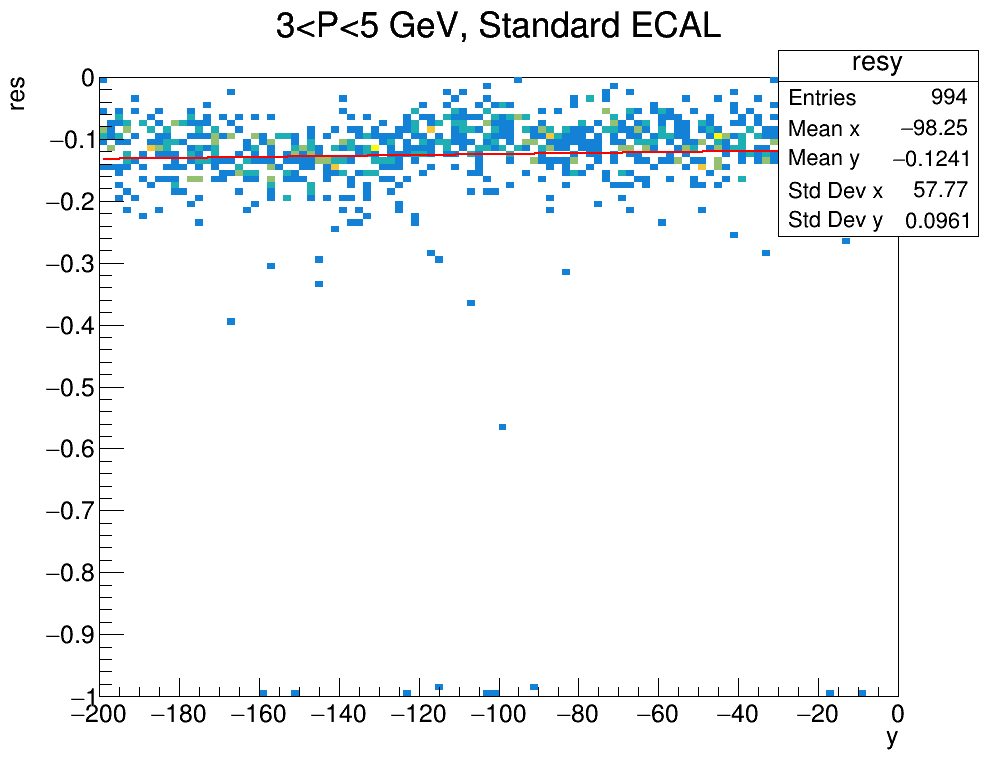 3<P<5 GeV, Standard ECAL
res
resy
Entries 994
Mean x −98.25
Mean y −0.1241
Std Dev x 57.77
Std Dev y 0.0961
0
−0.1
−0.2
−0.3
−0.4
−0.5
−0.6
−0.7
−0.8
−0.9
−1
−200 −180 −160 −140 −120 −100 −80 −60 −40 −20 0
y